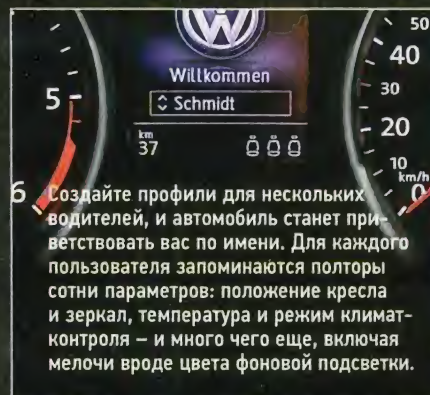 50
40
30
20
10
km/h
0
5
6
Willkommen
Schmidt
km
37
Создайте профили для нескольких
водителей, и автомобиль станет при-
ветствовать вас по имени. Для каждого
пользователя запоминаются полторы
сотни параметров: положение кресла
и зеркал, температура и режим климат-
контроля – и много чего еще, включая
мелочи вроде цвета фоновой подсветки.